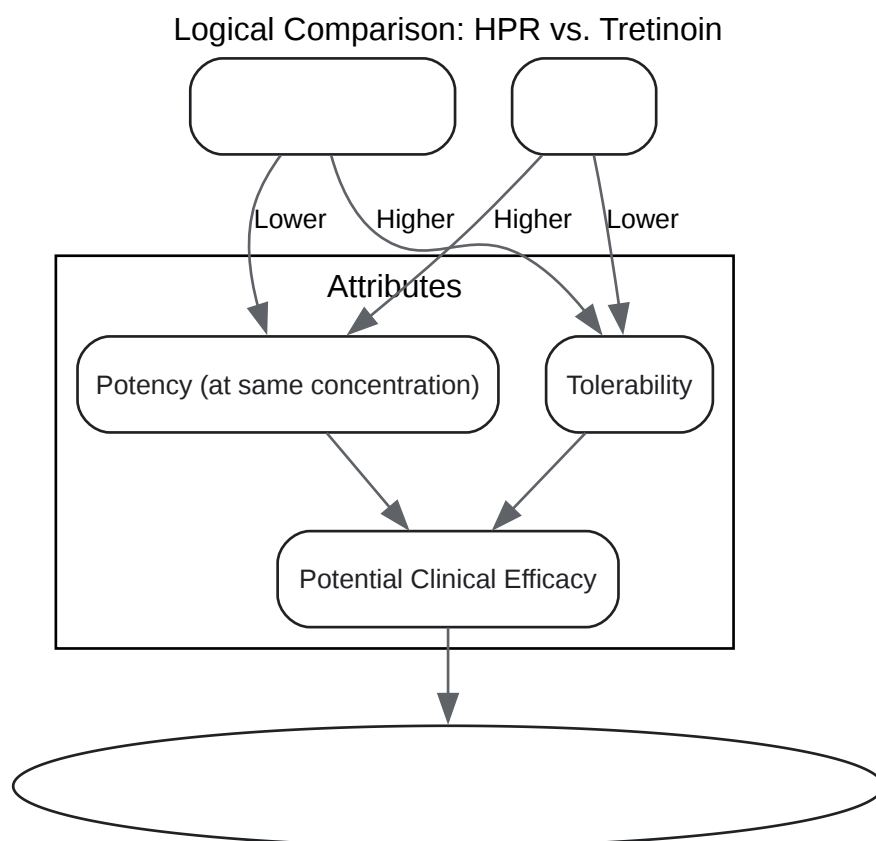 Logical Comparison: HPR vs. Tretinoin
Lower
Higher
Higher
Lower
Attributes
Potency (at same concentration)
Tolerability
Potential Clinical Efficacy